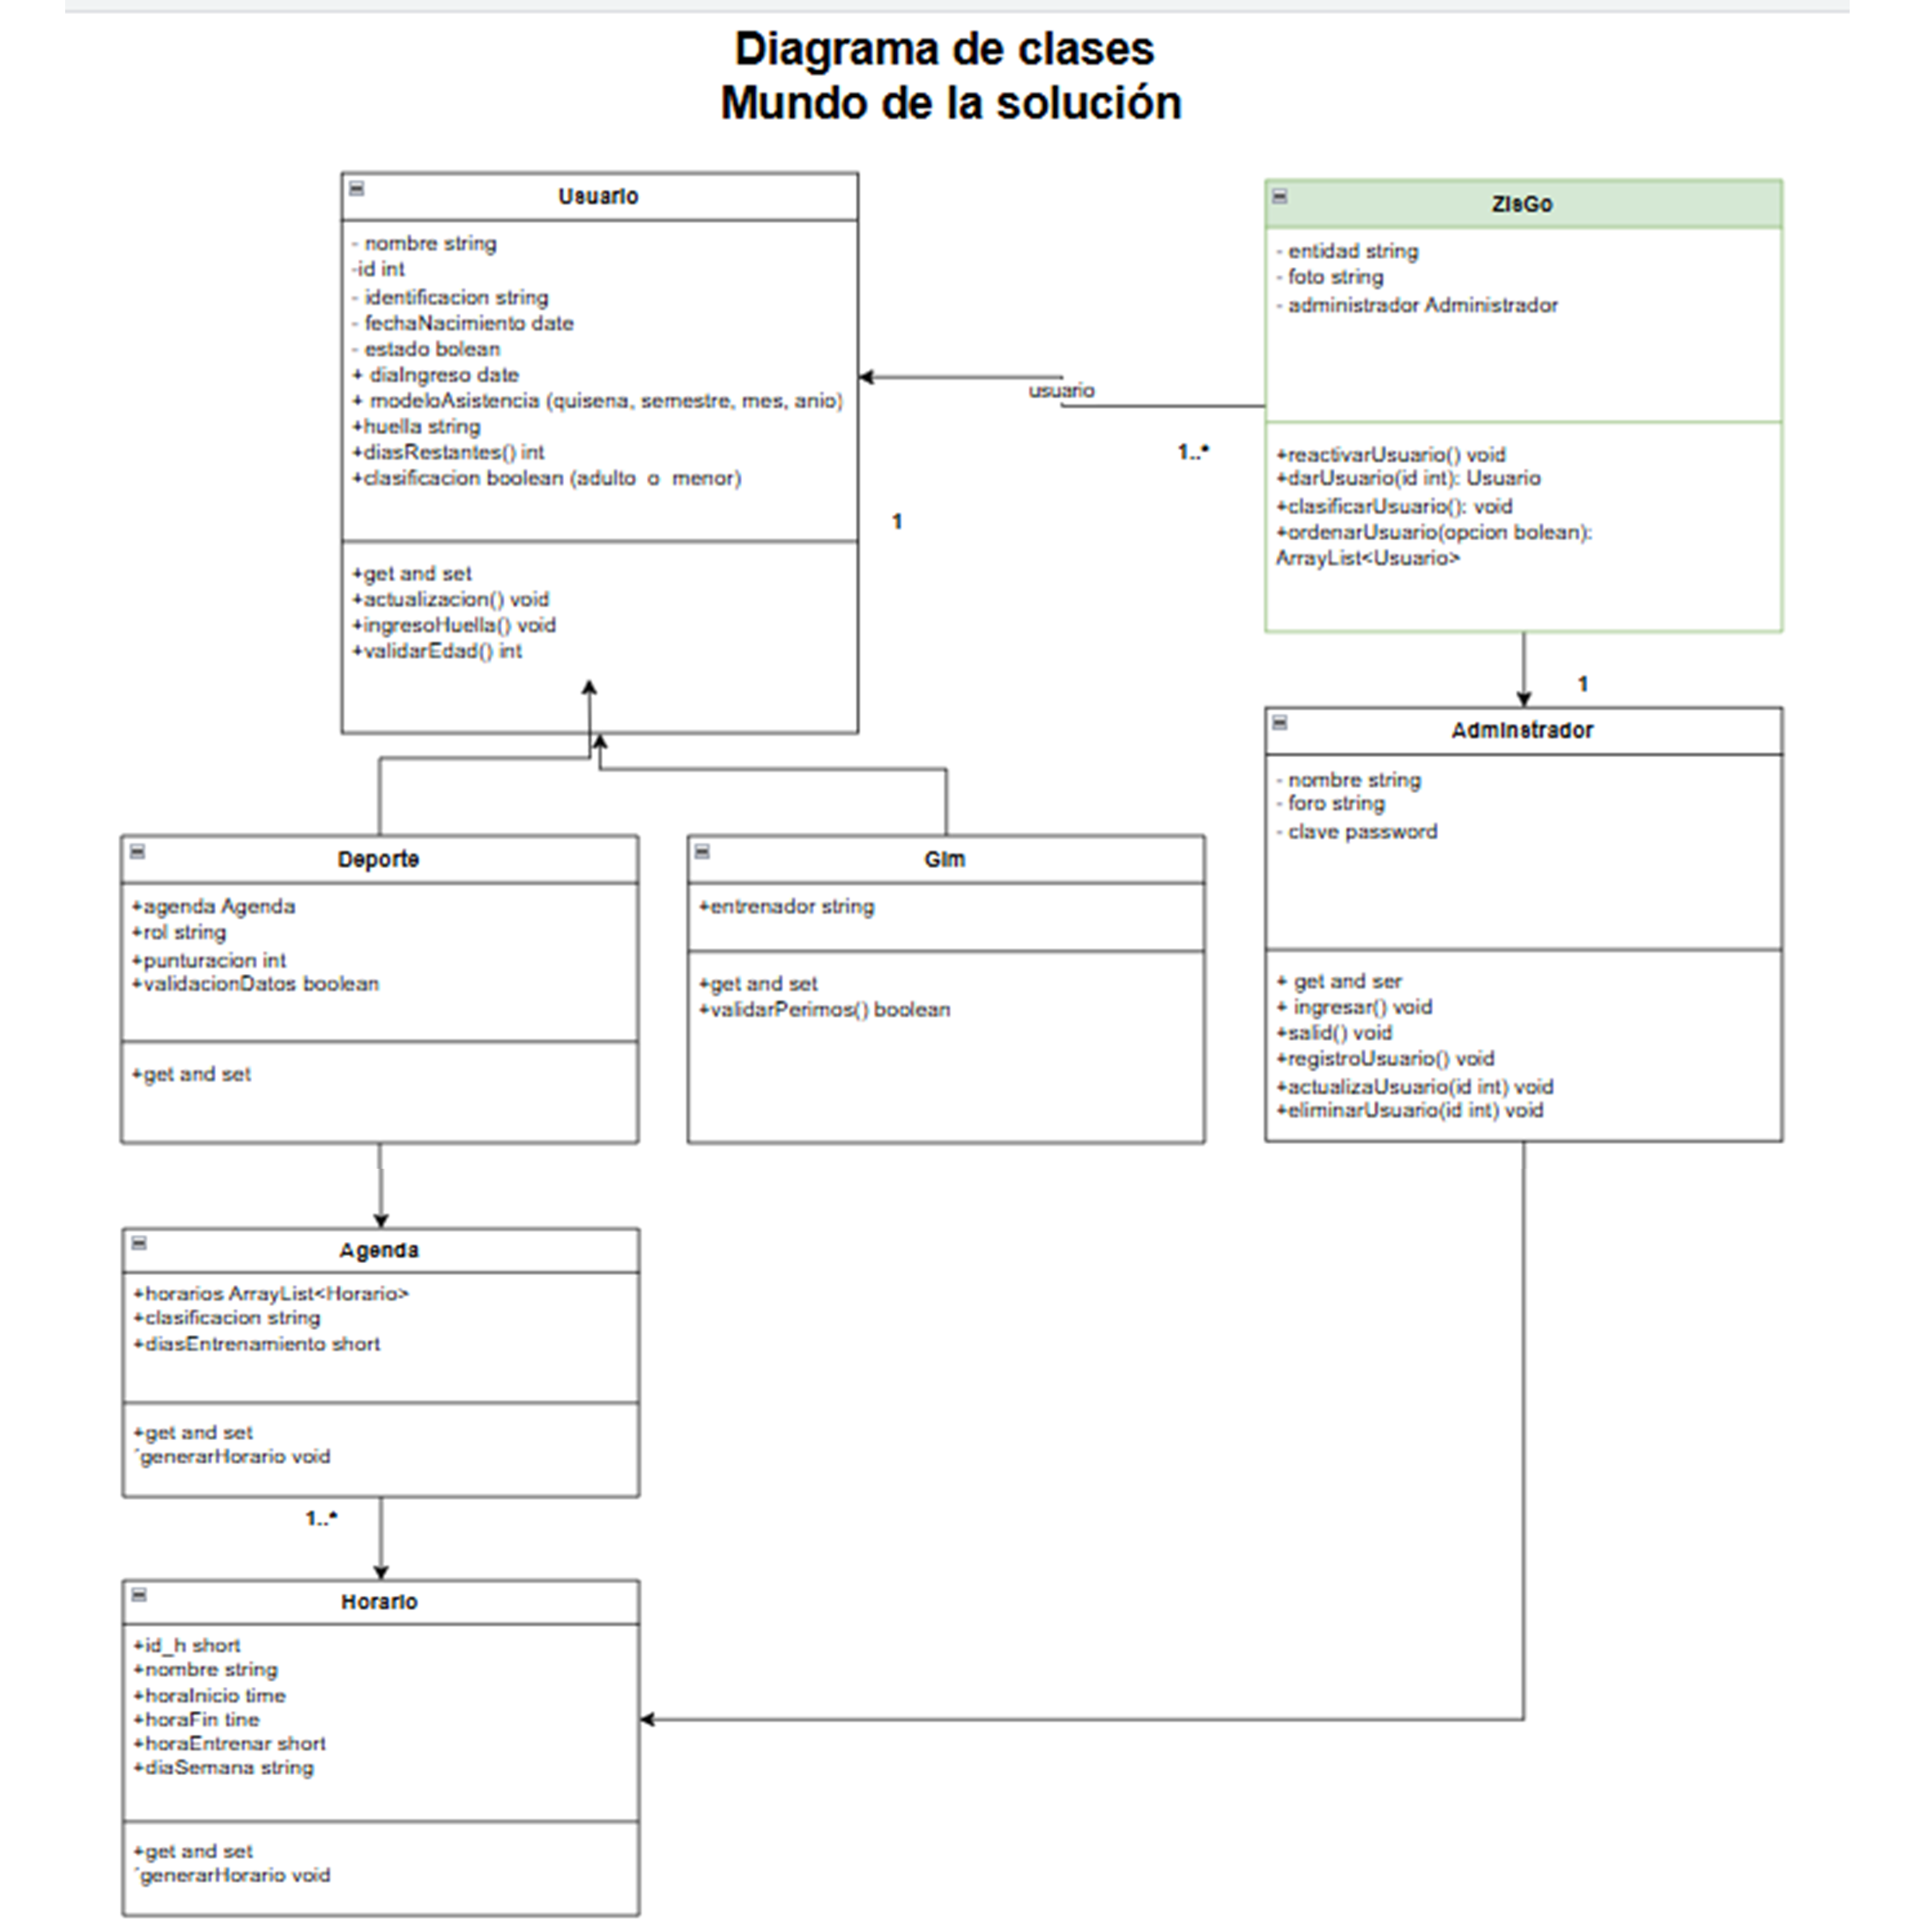 Diagrama de clases
Mundo de la solución
Usuario
- nombre string
-id int
- identificacion string
- fechaNacimiento date
- estado bolean
+ diaIngreso date
+ modeloAsistencia (quisena, semestre, mes, anio)
+huella string
+diasRestantes() int
+clasificacion boolean (adulto o menor)
+get and set
+actualizacion() void
+ingresoHuella() void
+validarEdad() int
usuario
1..*
1
ZisGo
- entidad string
- foto string
- administrador Administrador
+reactivarUsuario() void
+darUsuario(id int): Usuario
+clasificarUsuario(): void
+ordenarUsuario(opcion bolean):
ArrayList<Usuario>
1
Adminstrador
- nombre string
- foro string
- clave password
+ get and ser
+ ingresar() void
+salid() void
+registroUsuario() void
+actualizaUsuario(id int) void
+eliminarUsuario(id int) void
Deporte
+agenda Agenda
+rol string
+punturacion int
+validacionDatos boolean
+get and set
Gim
+entrenador string
+get and set
+validarPerimos() boolean
Agenda
+horarios ArrayList<Horario>
+clasificacion string
+diasEntrenamiento short
+get and set
´generarHorario void
1..*
Horario
+id_h short
+nombre string
+horaInicio time
+horaFin tine
+horaEntrenar short
+diaSemana string
+get and set
´generarHorario void